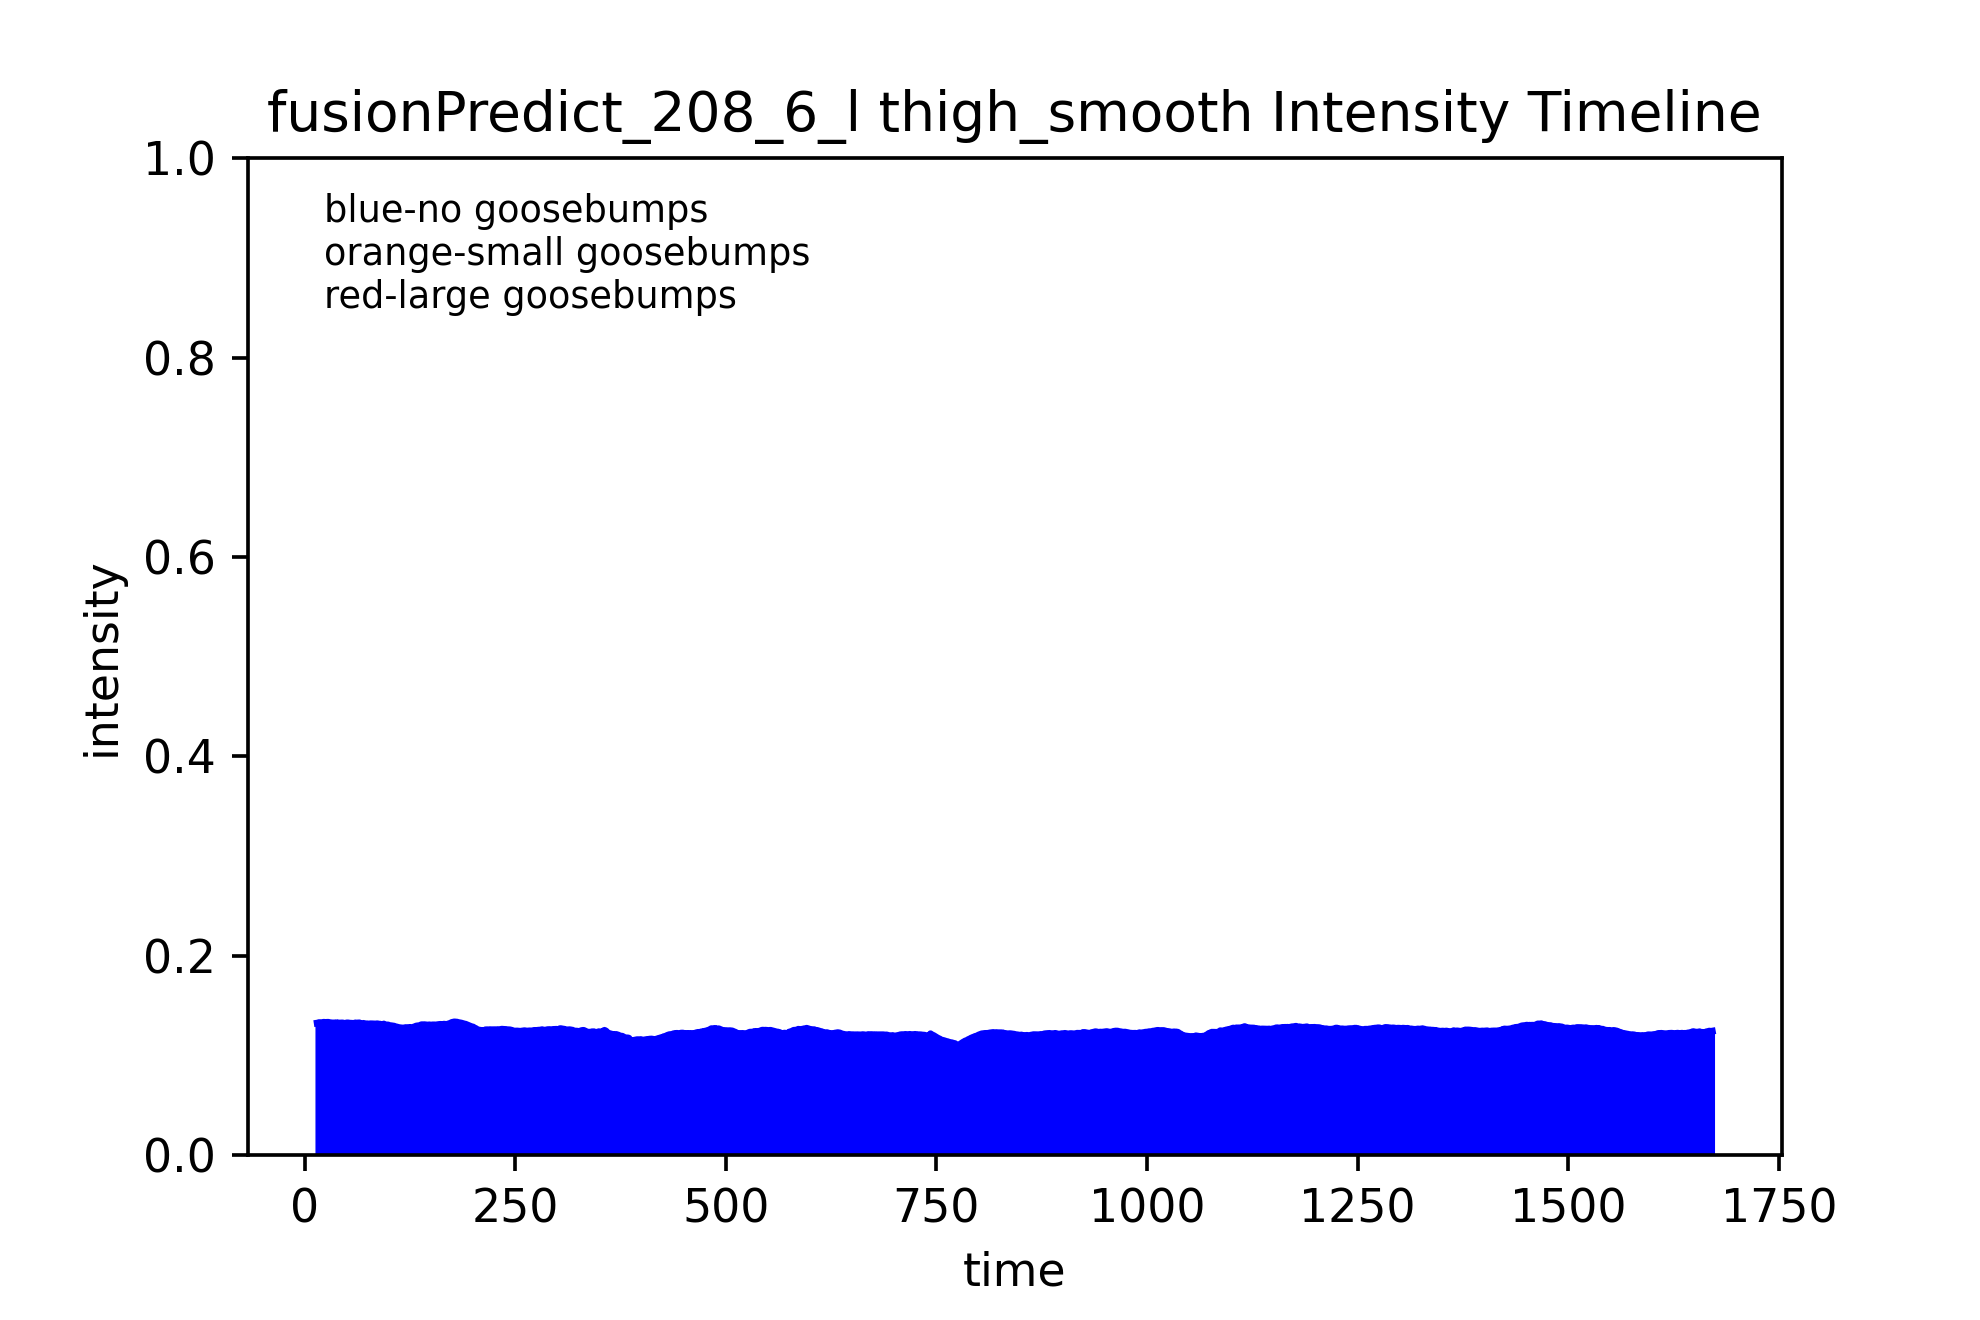 fusionPredict_208_6_l thigh_smooth Intensity Timeline
1.0
blue-no goosebumps
orange-small goosebumps
red-large goosebumps
0.8
0.6
intensity
0.4
0.2
0.0
0 250 500 750 1000 1250 1500 1750
time